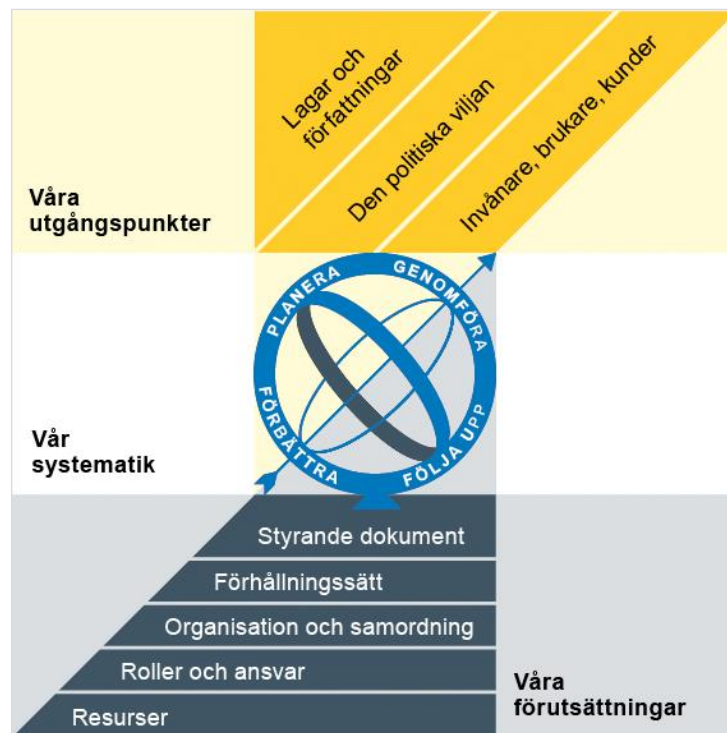 Lagar och
författningar
Den politiska viljan
Invånare, brukare, kunder
Våra
utgångspunkter
PLANERA
GENOMFÖRA
FÖLJA UPP
FÖRBÄTTRA
Vår
systematik
Styrande dokument
Förhållningssätt
Organisation och samordning
Roller och ansvar
Resurser
Våra
förutsättningar